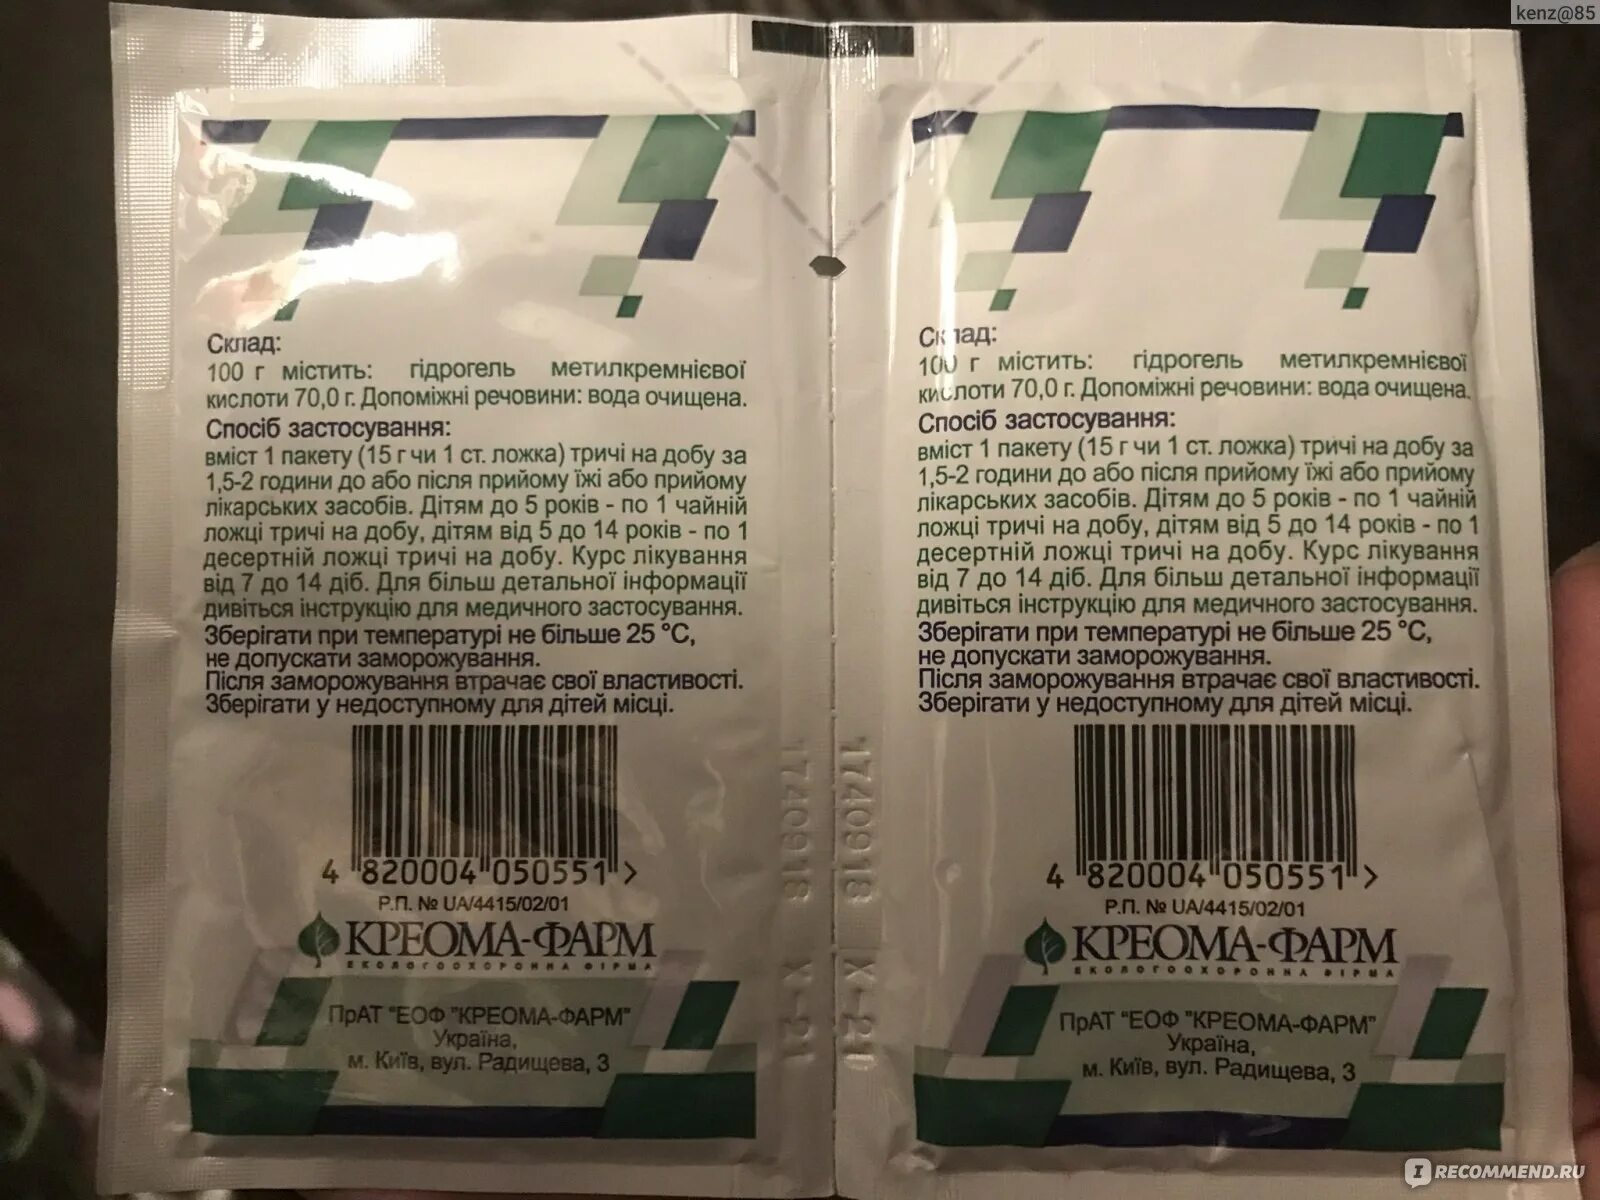 kenz@85
Склад:
100 г містить: гідрогель метилкремнієвої
кислоти 70,0 г. Допоміжні речовини: вода очищена.
Спосіб застосування:
вміст 1 пакету (15 г чи 1 ст. ложка) тричі на добу за
1,5-2 години до або після прийому їжі або прийому
лікарських засобів. Дітям до 5 років - по 1 чайній
ложці тричі на добу, дітям від 5 до 14 років - по 1
десертній ложці тричі на добу. Курс лікування
від 7 до 14 діб. Для більш детальної інформації
дивіться інструкцію для медичного застосування.
Зберігати при температурі не більше 25 °С,
не допускати заморожування.
Після заморожування втрачає свої властивості.
Зберігати у недоступному для дітей місці.
4 820004 050551 >
Р.П. № UA/4415/02/01
КРЕОМА-ФАРМ
ЕКОЛОГООХОРОННА ФІРМА
ПрАТ "ЕОФ "КРЕОМА-ФАРМ"
Україна,
м. Київ, вул. Радищева, 3
1740918 X-21
1740918 X-21
Склад:
100 г містить: гідрогель метилкремнієвої
кислоти 70,0 г. Допоміжні речовини: вода очищена.
Спосіб застосування:
вміст 1 пакету (15 г чи 1 ст. ложка) тричі на добу за
1,5-2 години до або після прийому їжі або прийому
лікарських засобів. Дітям до 5 років - по 1 чайній
ложці тричі на добу, дітям від 5 до 14 років - по 1
десертній ложці тричі на добу. Курс лікування
від 7 до 14 діб. Для більш детальної інформації
дивіться інструкцію для медичного застосування.
Зберігати при температурі не більше 25 °С,
не допускати заморожування.
Після заморожування втрачає свої властивості.
Зберігати у недоступному для дітей місці.
4 820004 050551 >
Р.П. № UA/4415/02/01
КРЕОМА-ФАРМ
ЕКОЛОГООХОРОННА ФІРМА
ПрАТ "ЕОФ "КРЕОМА-ФАРМ"
Україна,
м. Київ, вул. Радищева, 3
IRECOMMEND.RU